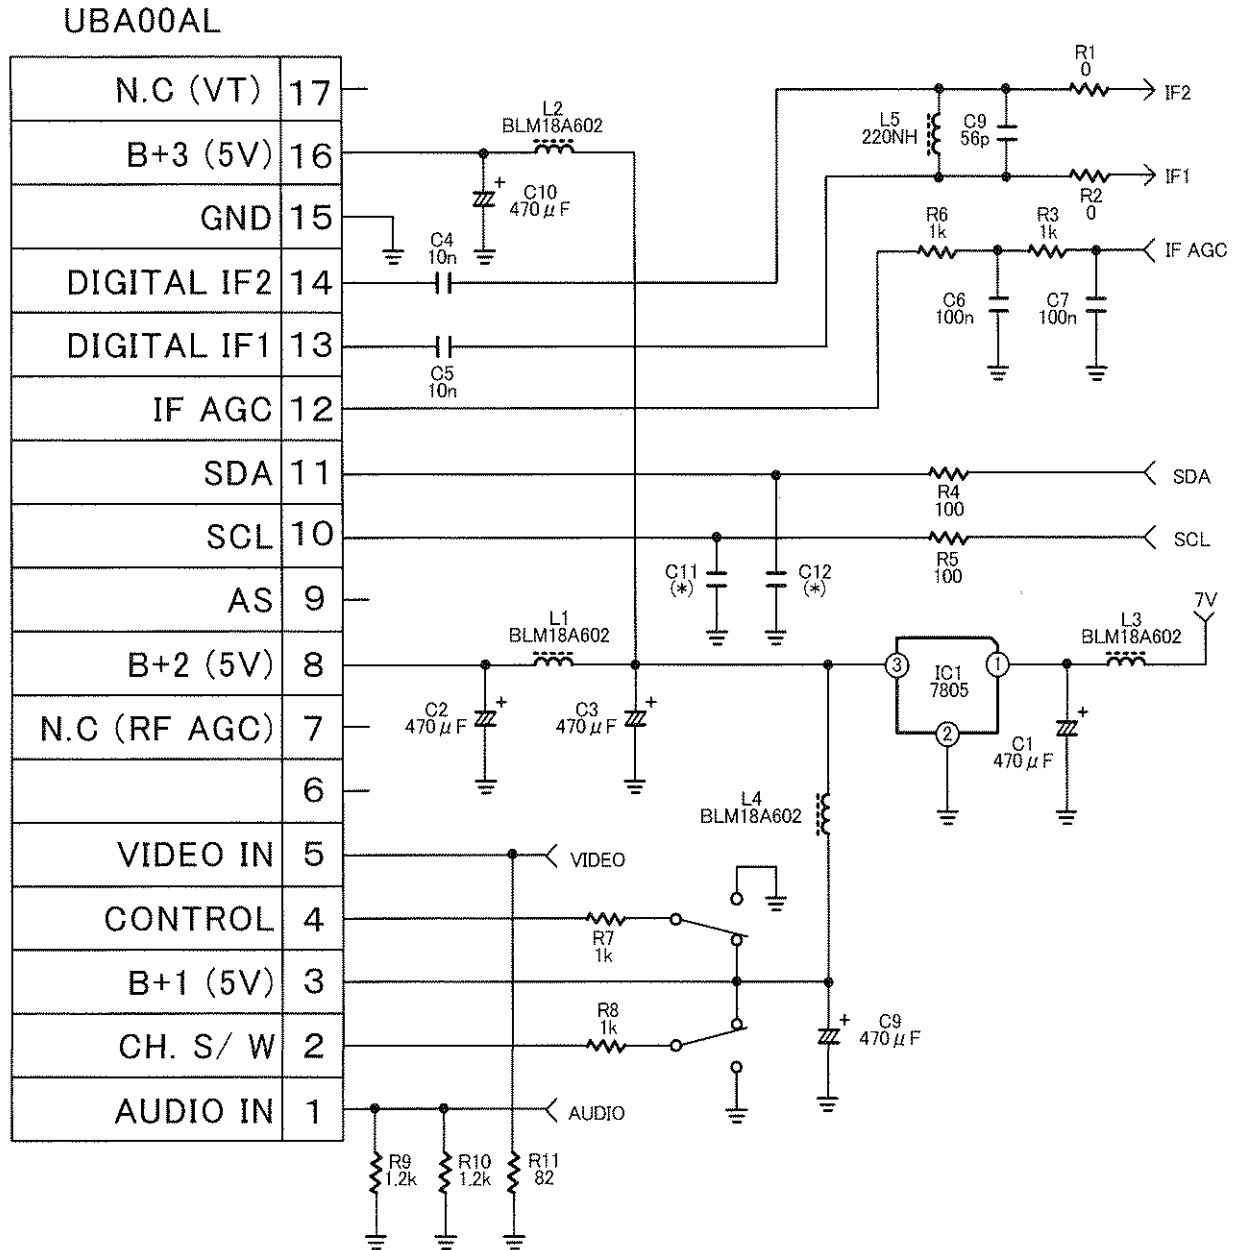 UBA00AL
N.C (VT) 17
B+3 (5V) 16
GND 15
DIGITAL IF2 14
DIGITAL IF1 13
IF AGC 12
SDA 11
SCL 10
AS 9
B+2 (5V) 8
N.C (RF AGC) 7
6
VIDEO IN 5
CONTROL 4
B+1 (5V) 3
CH. S/ W 2
AUDIO IN 1
L2
BLM18A602
+
C10
470μF
C4
10n
C5
10n
R1
0
IF2
L5
220NH
C9
56p
IF1
R2
0
R6
1k
R3
1k
IF AGC
C6
100n
C7
100n
SDA
R4
100
SCL
R5
100
C11
(*)
C12
(*)
7V
L1
BLM18A602
L3
BLM18A602
3
IC1
7805
1
2
C2
470μF
+
C3
470μF
+
C1
470μF
+
L4
BLM18A602
VIDEO
R7
1k
R8
1k
+
C9
470μF
AUDIO
R9
1.2k
R10
1.2k
R11
82